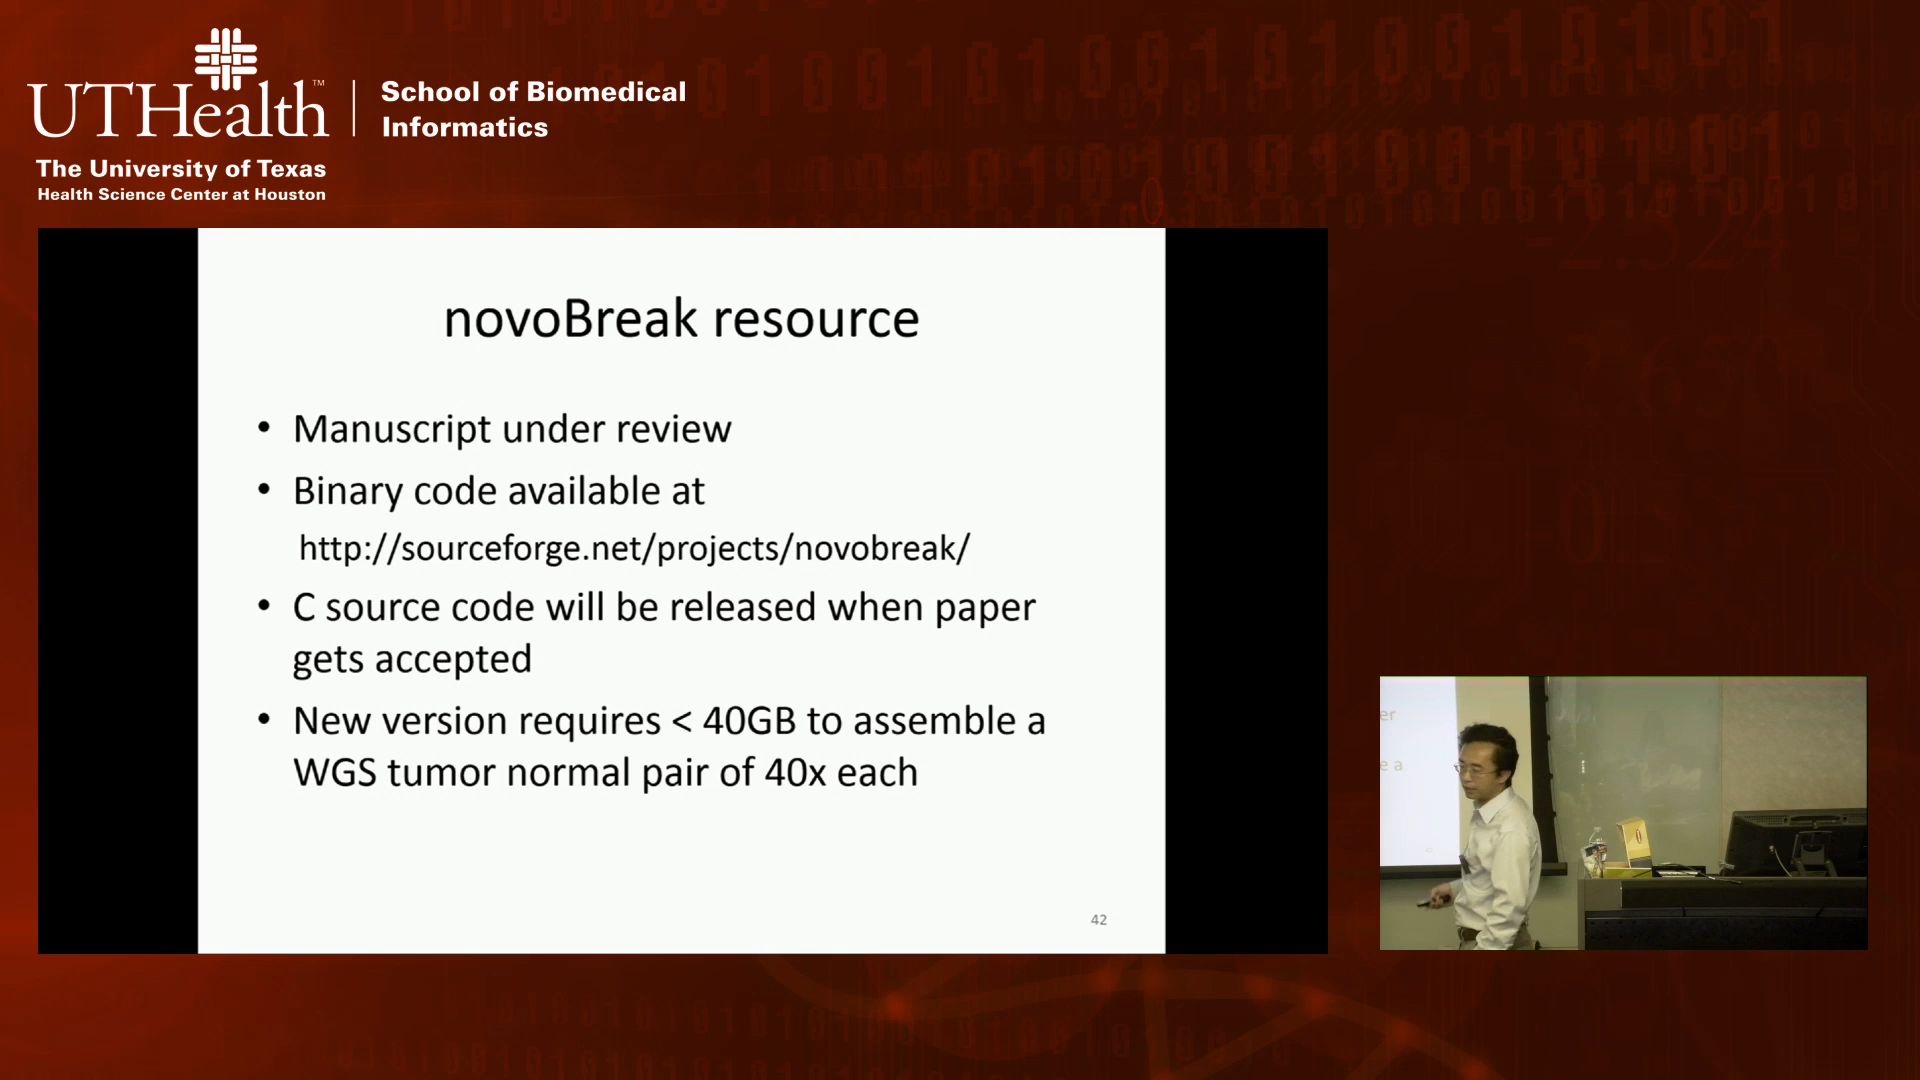 UTHealth™
School of Biomedical
Informatics
The University of Texas
Health Science Center at Houston
novoBreak resource
• Manuscript under review
• Binary code available at
http://sourceforge.net/projects/novobreak/
• C source code will be released when paper
gets accepted
• New version requires < 40GB to assemble a
WGS tumor normal pair of 40x each
42
er
e a